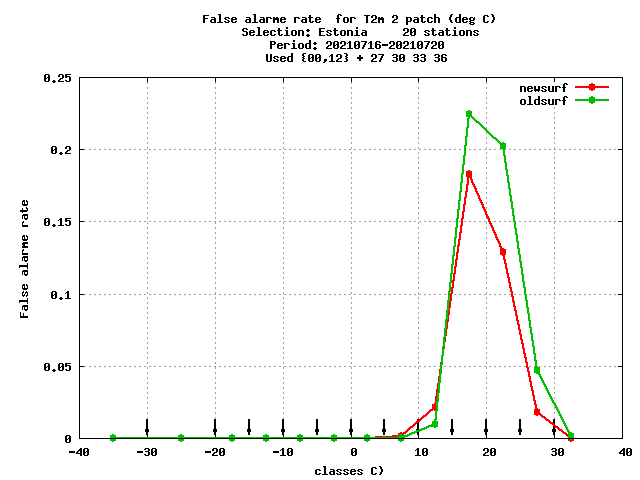 False alarme rate  for T2m 2 patch (deg C)
Selection: Estonia     20 stations
Period: 20210716-20210720
Used {00,12} + 27 30 33 36
newsurf
oldsurf
False alarme rate
0.25
0.2
0.15
0.1
0.05
0
-40 -30 -20 -10 0 10 20 30 40
classes C)